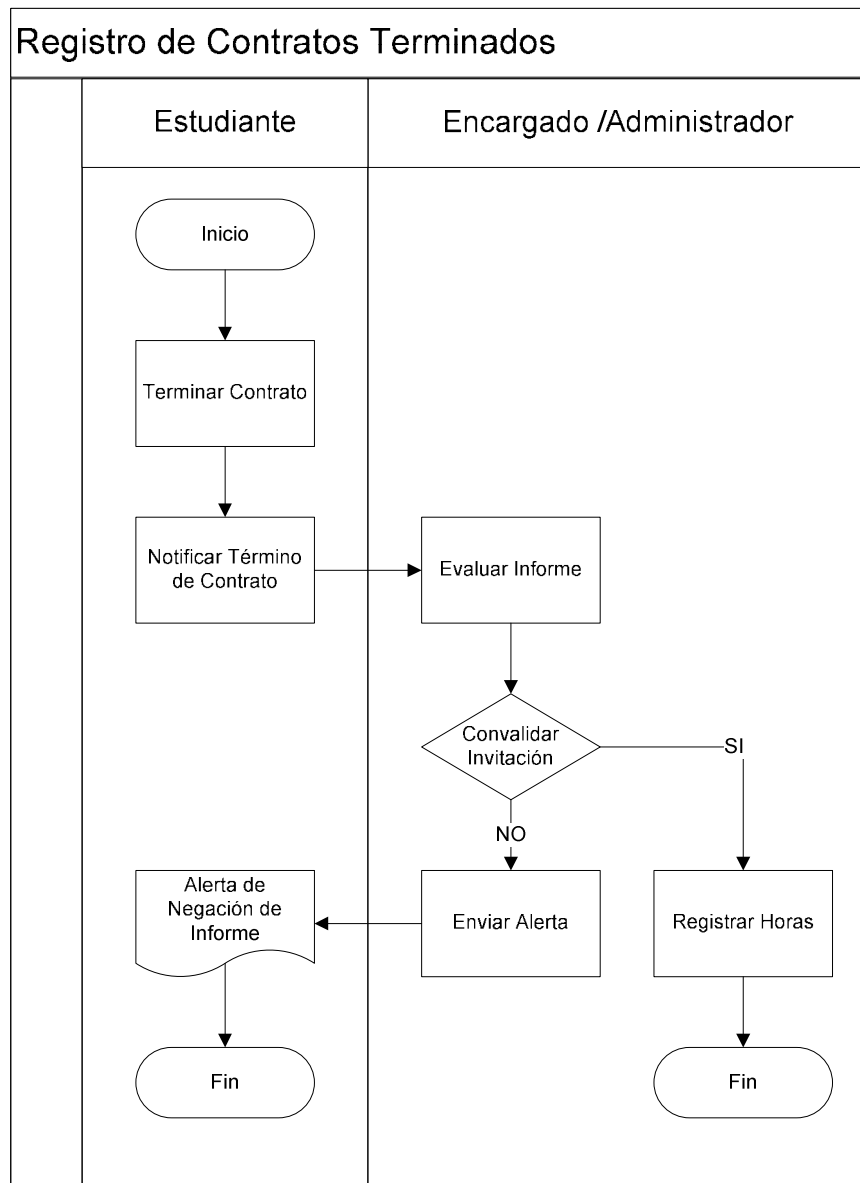 Registro de Contratos Terminados
Estudiante
Encargado /Administrador
Inicio
Terminar Contrato
Notificar Término
de Contrato
Evaluar Informe
Convalidar
Invitación
SI
NO
Alerta de
Negación de
Informe
Enviar Alerta
Registrar Horas
Fin
Fin